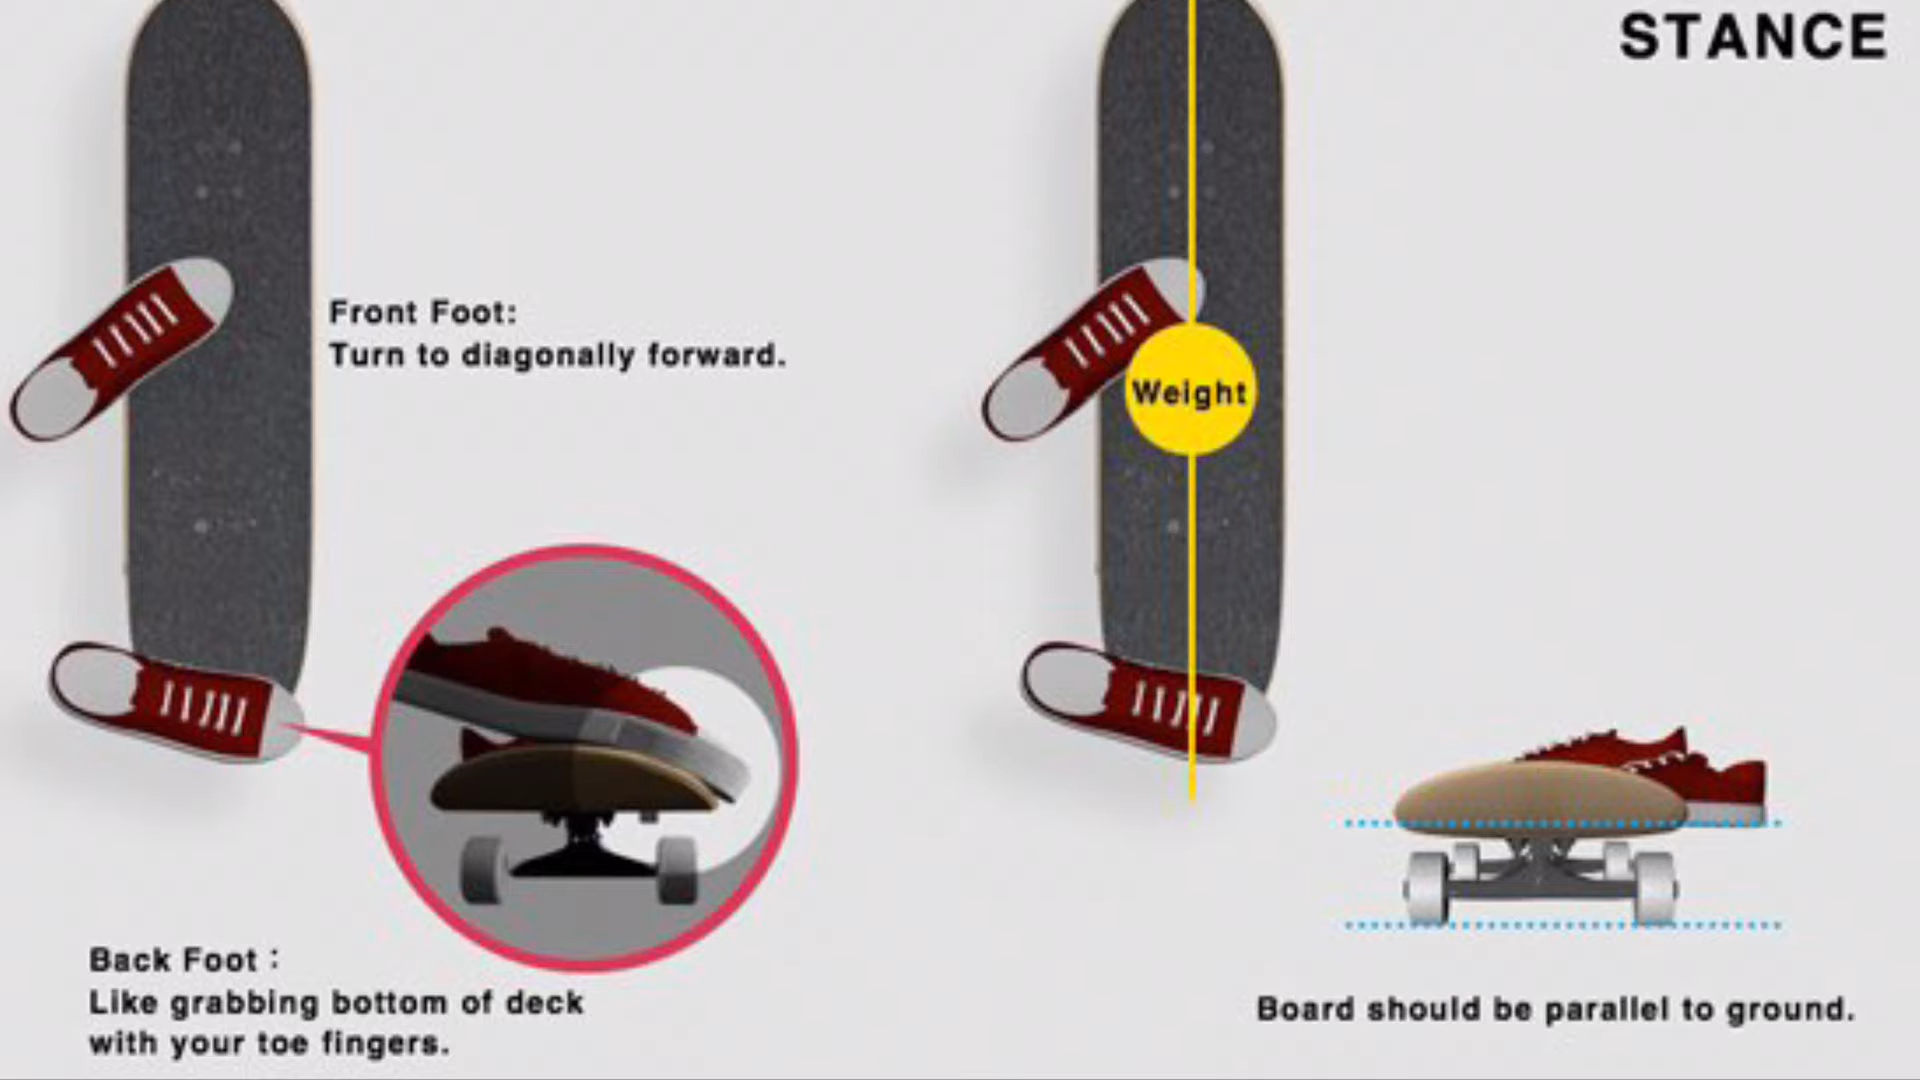 STANCE
Front Foot:
Turn to diagonally forward.
Weight
Back Foot :
Like grabbing bottom of deck
with your toe fingers.
Board should be parallel to ground.